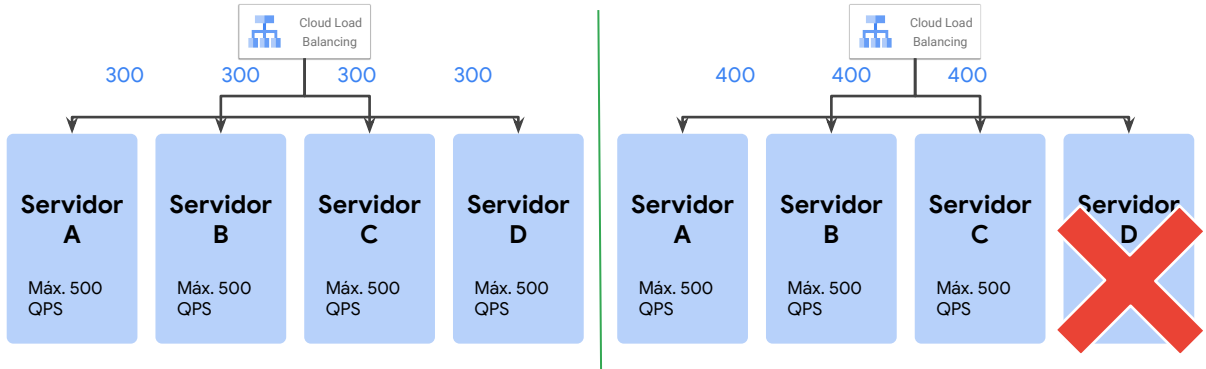 Cloud Load
Balancing
300 300 300 300
Servidor
A
Máx. 500
QPS
Servidor
B
Máx. 500
QPS
Servidor
C
Máx. 500
QPS
Servidor
D
Máx. 500
QPS
Cloud Load
Balancing
400 400 400
Servidor
A
Máx. 500
QPS
Servidor
B
Máx. 500
QPS
Servidor
C
Máx. 500
QPS
Servidor
D